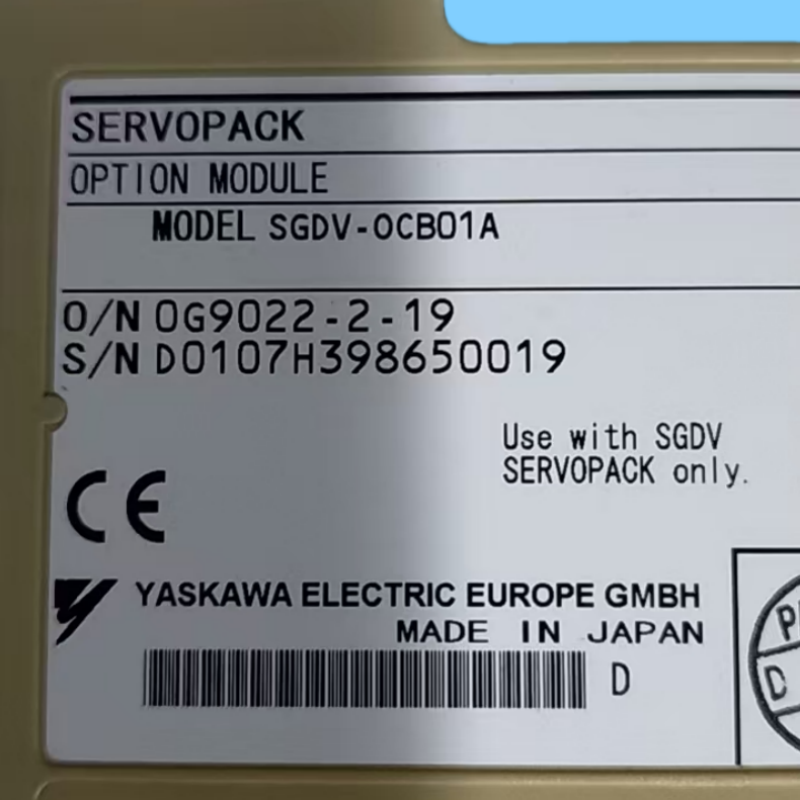 SERVOPACK
OPTION MODULE
MODEL SGDV-OCB01A
O/N 0G9022-2-19
S/N D0107H398650019
Use with SGDV
SERVOPACK only.
CE
YASKAWA ELECTRIC EUROPE GMBH
MADE IN JAPAN
D
D